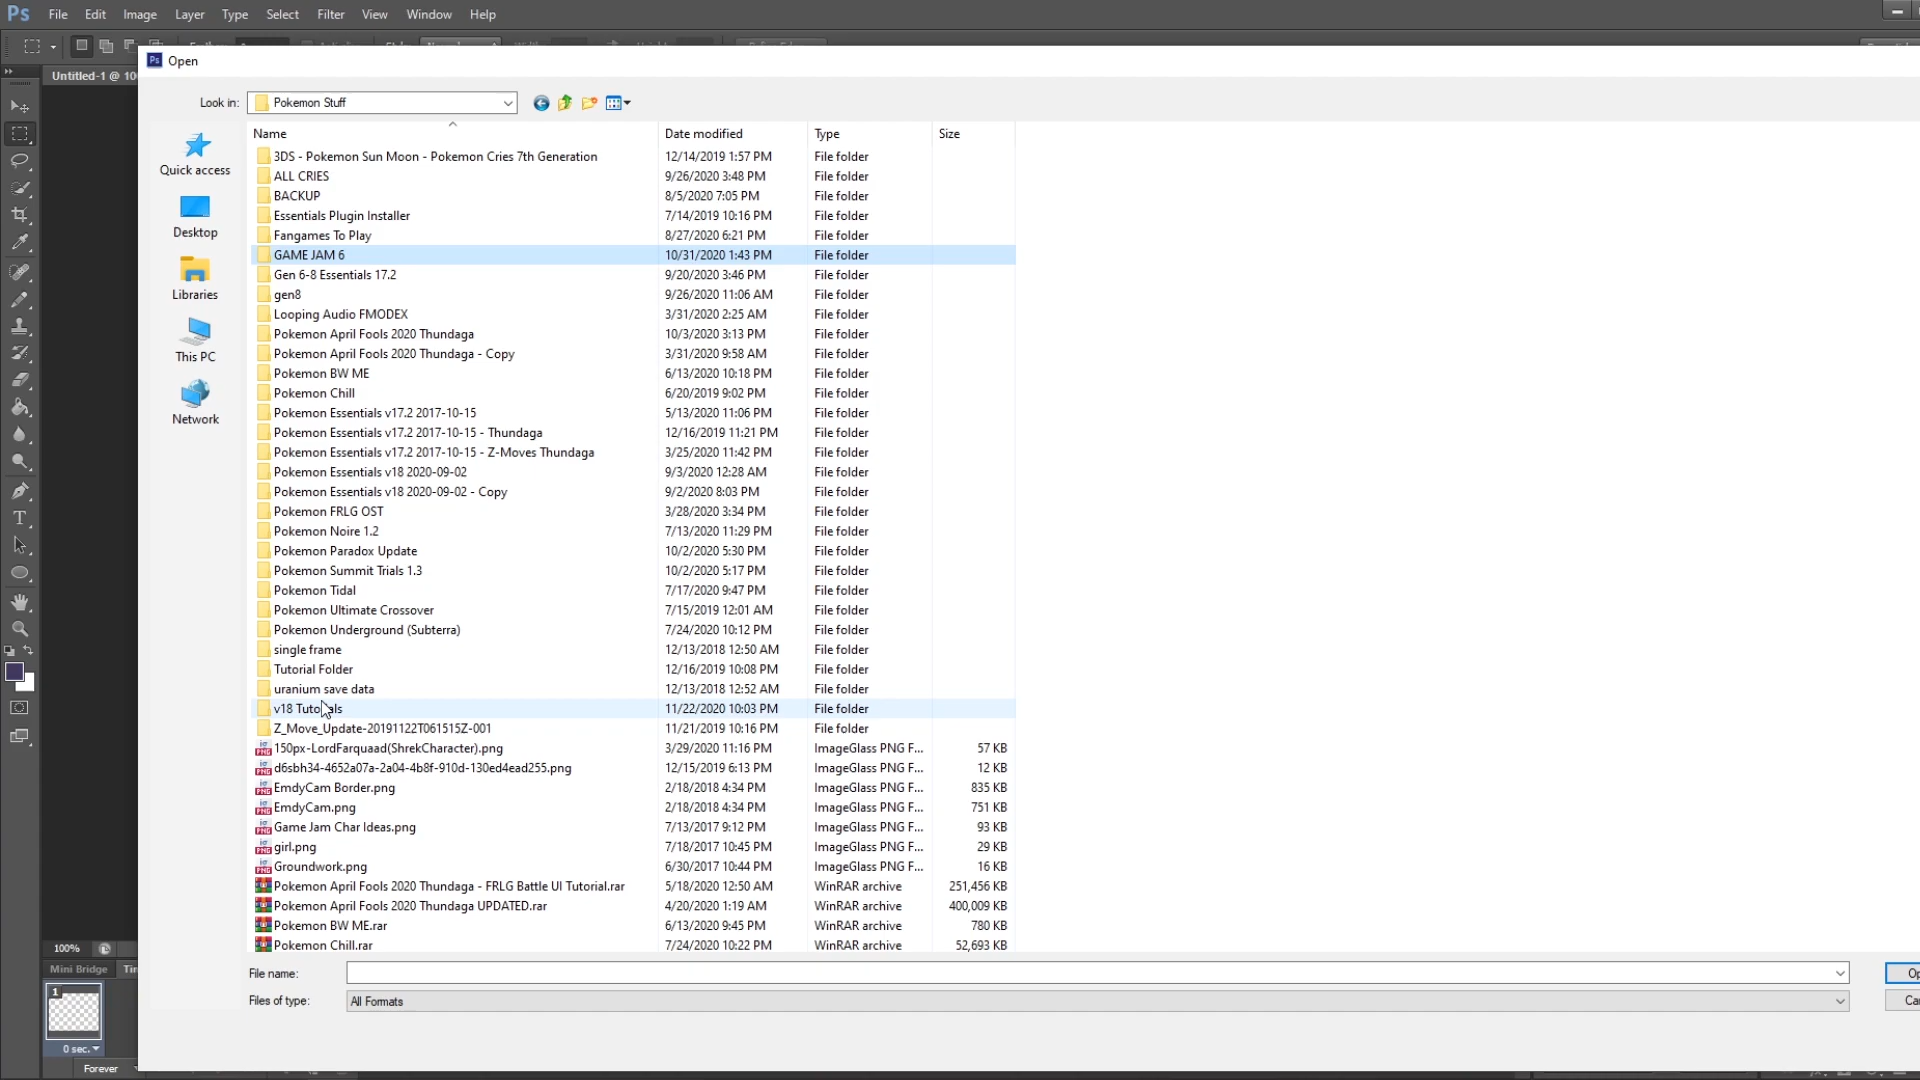 Ps File Edit Image Layer Type Select Filter View Window Help
Untitled-1 @ 10
Ps Open
Look in: Pokemon Stuff
Name Date modified Type Size
Quick access
Desktop
Libraries
This PC
Network
3DS - Pokemon Sun Moon - Pokemon Cries 7th Generation 12/14/2019 1:57 PM File folder
ALL CRIES 9/26/2020 3:48 PM File folder
BACKUP 8/5/2020 7:05 PM File folder
Essentials Plugin Installer 7/14/2019 10:16 PM File folder
Fangames To Play 8/27/2020 6:21 PM File folder
GAME JAM 6 10/31/2020 1:43 PM File folder
Gen 6-8 Essentials 17.2 9/20/2020 3:46 PM File folder
gen8 9/26/2020 11:06 AM File folder
Looping Audio FMODEX 3/31/2020 2:25 AM File folder
Pokemon April Fools 2020 Thundaga 10/3/2020 3:13 PM File folder
Pokemon April Fools 2020 Thundaga - Copy 3/31/2020 9:58 AM File folder
Pokemon BW ME 6/13/2020 10:18 PM File folder
Pokemon Chill 6/20/2019 9:02 PM File folder
Pokemon Essentials v17.2 2017-10-15 5/13/2020 11:06 PM File folder
Pokemon Essentials v17.2 2017-10-15 - Thundaga 12/16/2019 11:21 PM File folder
Pokemon Essentials v17.2 2017-10-15 - Z-Moves Thundaga 3/25/2020 11:42 PM File folder
Pokemon Essentials v18 2020-09-02 9/3/2020 12:28 AM File folder
Pokemon Essentials v18 2020-09-02 - Copy 9/2/2020 8:03 PM File folder
Pokemon FRLG OST 3/28/2020 3:34 PM File folder
Pokemon Noire 1.2 7/13/2020 11:29 PM File folder
Pokemon Paradox Update 10/2/2020 5:30 PM File folder
Pokemon Summit Trials 1.3 10/2/2020 5:17 PM File folder
Pokemon Tidal 7/17/2020 9:47 PM File folder
Pokemon Ultimate Crossover 7/15/2019 12:01 AM File folder
Pokemon Underground (Subterra) 7/24/2020 10:12 PM File folder
single frame 12/13/2018 12:50 AM File folder
Tutorial Folder 12/16/2019 10:08 PM File folder
uranium save data 12/13/2018 12:52 AM File folder
v18 Tutorials 11/22/2020 10:03 PM File folder
Z_Move_Update-20191122T061515Z-001 11/21/2019 10:16 PM File folder
150px-LordFarquaad(ShrekCharacter).png 3/29/2020 11:16 PM ImageGlass PNG F... 57 KB
d6sbh34-4652a07a-2a04-4b8f-910d-130ed4ead255.png 12/15/2019 6:13 PM ImageGlass PNG F... 12 KB
EmdyCam Border.png 2/18/2018 4:34 PM ImageGlass PNG F... 835 KB
EmdyCam.png 2/18/2018 4:34 PM ImageGlass PNG F... 751 KB
Game Jam Char Ideas.png 7/13/2017 9:12 PM ImageGlass PNG F... 93 KB
girl.png 7/18/2017 10:45 PM ImageGlass PNG F... 29 KB
Groundwork.png 6/30/2017 10:44 PM ImageGlass PNG F... 16 KB
Pokemon April Fools 2020 Thundaga - FRLG Battle UI Tutorial.rar 5/18/2020 12:50 AM WinRAR archive 251,456 KB
Pokemon April Fools 2020 Thundaga UPDATED.rar 4/20/2020 1:19 AM WinRAR archive 400,009 KB
Pokemon BW ME.rar 6/13/2020 9:45 PM WinRAR archive 780 KB
Pokemon Chill.rar 7/24/2020 10:22 PM WinRAR archive 52,693 KB
100%
File name: Op
Files of type: All Formats Can
Mini Bridge Tin
1
0 sec.
Forever